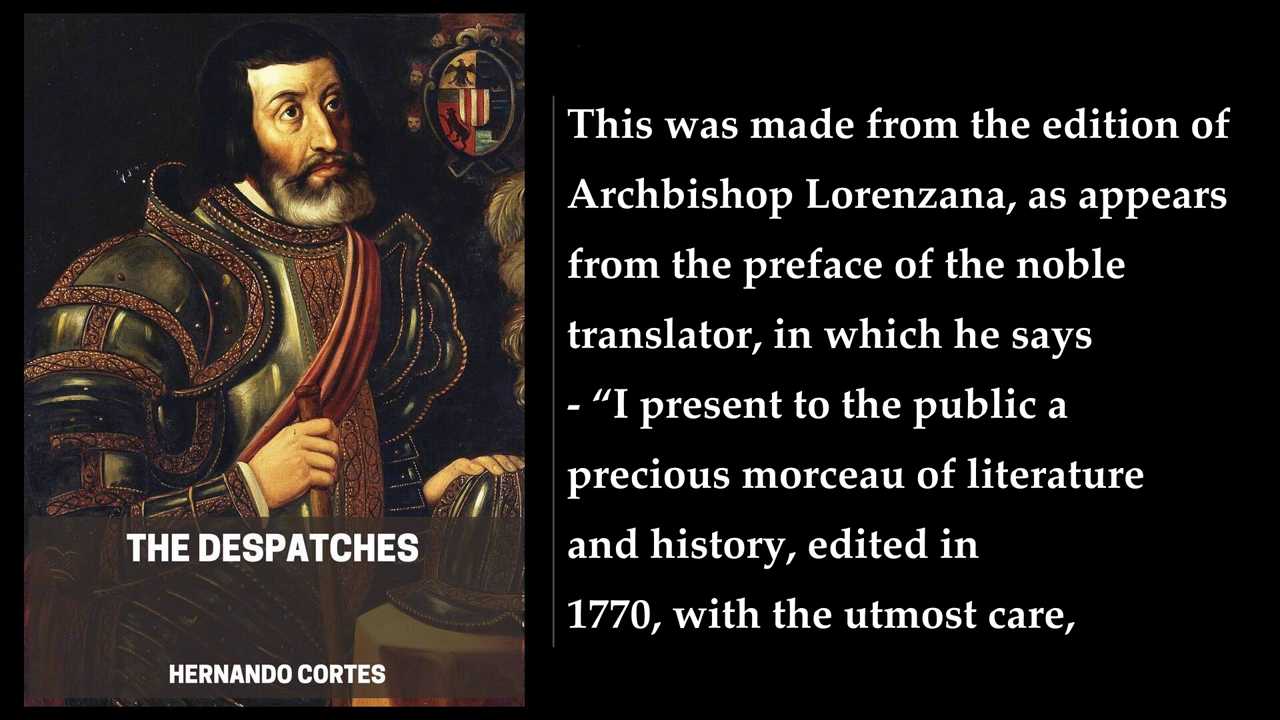 THE DESPATCHES
HERNANDO CORTES
This was made from the edition of
Archbishop Lorenzana, as appears
from the preface of the noble
translator, in which he says
- “I present to the public a
precious morceau of literature
and history, edited in
1770, with the utmost care,